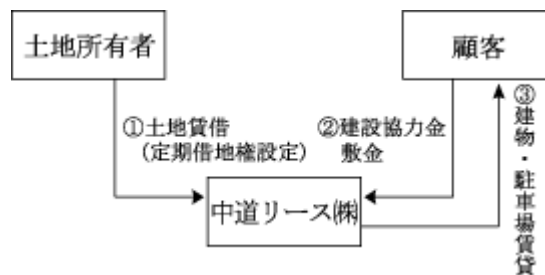 土地所有者
顧客
①土地賃借
(定期借地権設定)
②建設協力金
敷金
③建物・駐車場賃貸
中道リース㈱